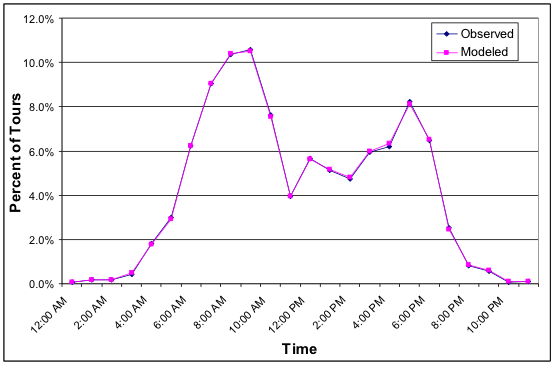 12.0%
10.0%
8.0%
6.0%
4.0%
2.0%
0.0%
Percent of Tours
Observed
Modeled
12:00 AM
2:00 AM
4:00 AM
6:00 AM
8:00 AM
10:00 AM
12:00 PM
2:00 PM
4:00 PM
6:00 PM
8:00 PM
10:00 PM
Time